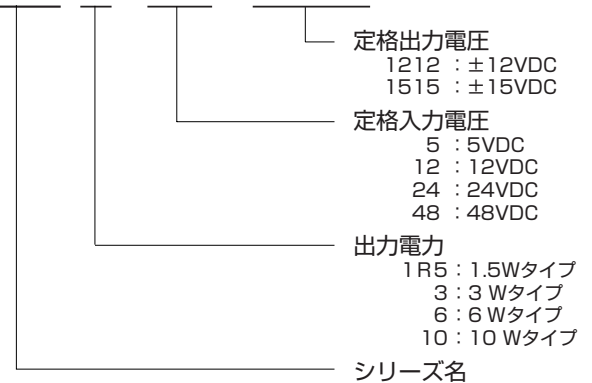 定格出力電圧
1212 ：±12VDC
1515 ：±15VDC
定格入力電圧
5 ：5VDC
12 ：12VDC
24 ：24VDC
48 ：48VDC
出力電力
1R5：1.5Wタイプ
3：3 Wタイプ
6：6 Wタイプ
10：10 Wタイプ
シリーズ名